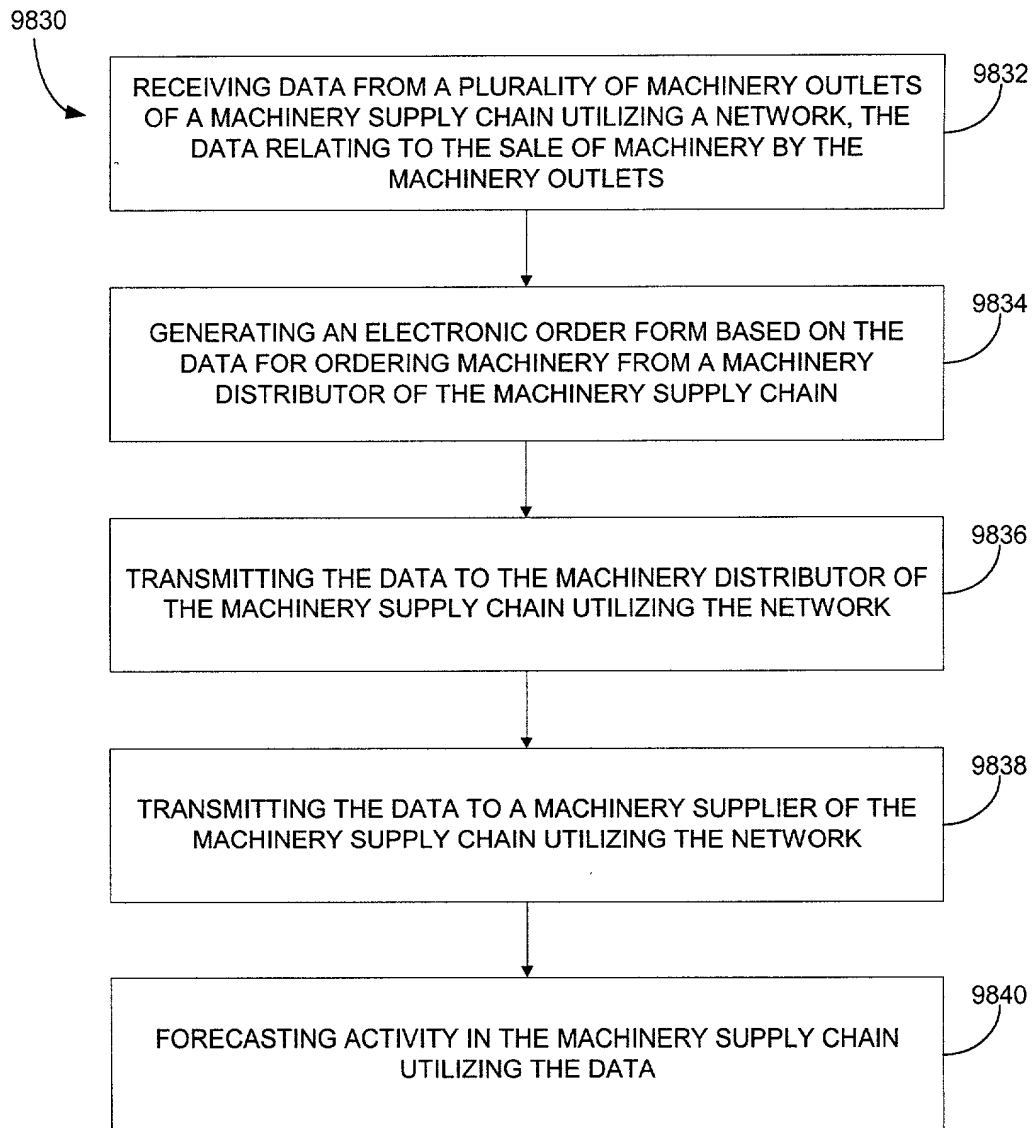 9830
RECEIVING DATA FROM A PLURALITY OF MACHINERY OUTLETS
OF A MACHINERY SUPPLY CHAIN UTILIZING A NETWORK, THE
DATA RELATING TO THE SALE OF MACHINERY BY THE
MACHINERY OUTLETS
9832
GENERATING AN ELECTRONIC ORDER FORM BASED ON THE
DATA FOR ORDERING MACHINERY FROM A MACHINERY
DISTRIBUTOR OF THE MACHINERY SUPPLY CHAIN
9834
TRANSMITTING THE DATA TO THE MACHINERY DISTRIBUTOR OF
THE MACHINERY SUPPLY CHAIN UTILIZING THE NETWORK
9836
TRANSMITTING THE DATA TO A MACHINERY SUPPLIER OF THE
MACHINERY SUPPLY CHAIN UTILIZING THE NETWORK
9838
FORECASTING ACTIVITY IN THE MACHINERY SUPPLY CHAIN
UTILIZING THE DATA
9840